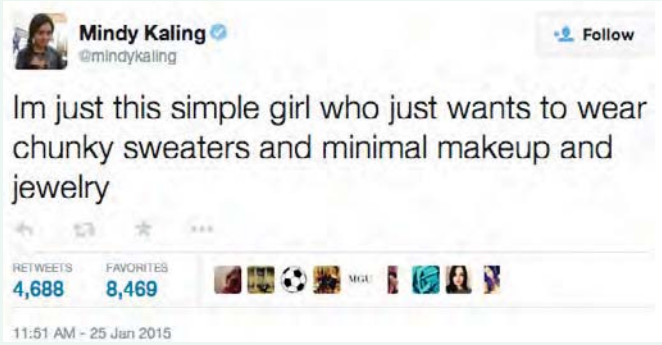 Mindy Kaling
Follow
@mindykaling
Im just this simple girl who just wants to wear
chunky sweaters and minimal makeup and
jewelry
RETWEETS FAVORITES
4,688 8,469
MGU
11:51 AM - 25 Jan 2015